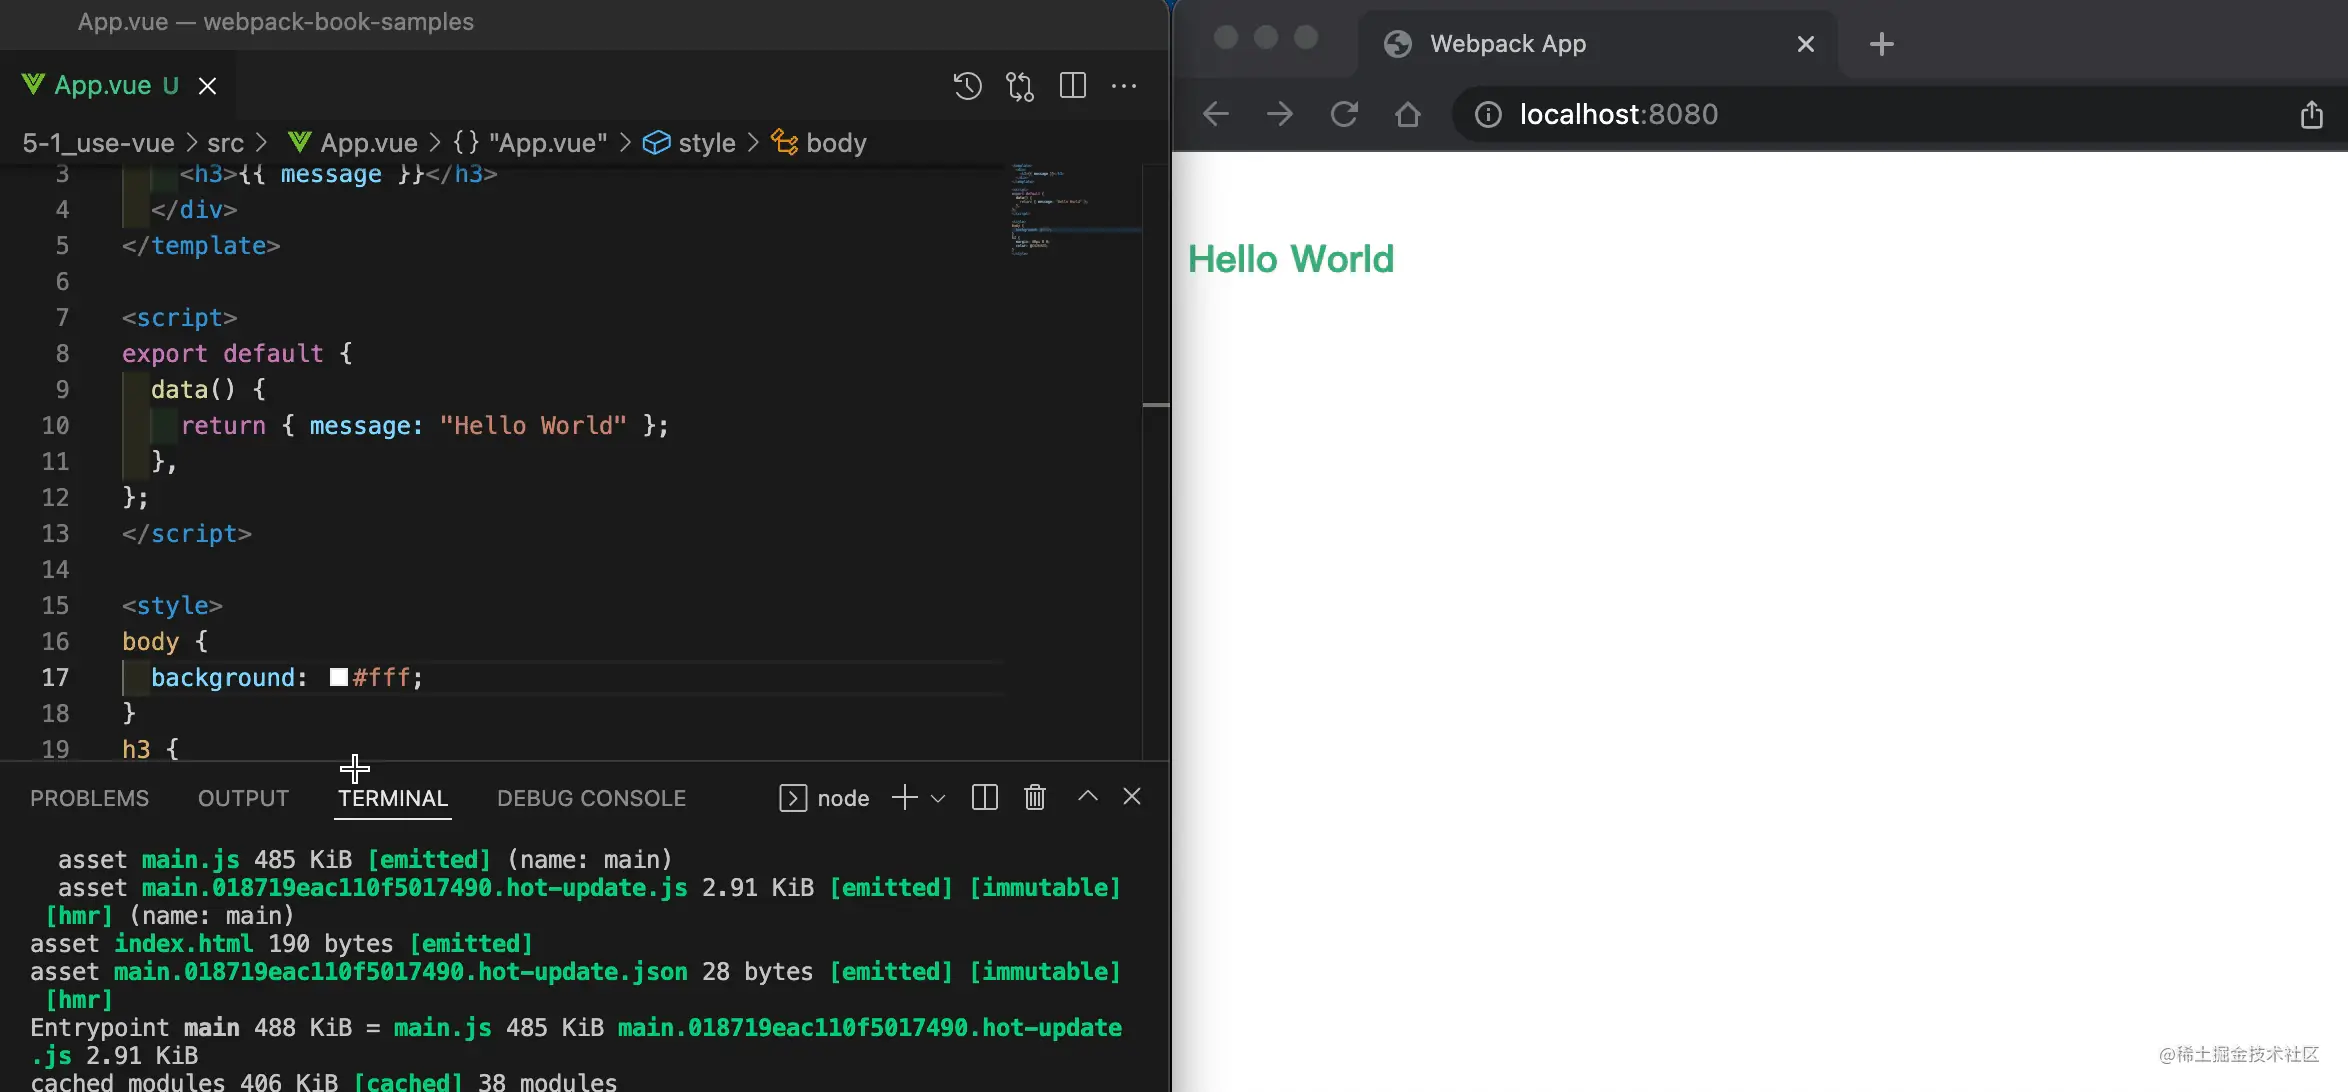 App.vue — webpack-book-samples
App.vue U
5-1_use-vue > src > App.vue > {} "App.vue" > style > body
3 <h3>{{ message }}</h3>
4 </div>
5 </template>
6
7 <script>
8 export default {
9 data() {
10 return { message: "Hello World" };
11 },
12 };
13 </script>
14
15 <style>
16 body {
17 background: #fff;
18 }
19 h3 {
PROBLEMS OUTPUT TERMINAL DEBUG CONSOLE node
asset main.js 485 KiB [emitted] (name: main)
asset main.018719eac110f5017490.hot-update.js 2.91 KiB [emitted] [immutable]
[hmr] (name: main)
asset index.html 190 bytes [emitted]
asset main.018719eac110f5017490.hot-update.json 28 bytes [emitted] [immutable]
[hmr]
Entrypoint main 488 KiB = main.js 485 KiB main.018719eac110f5017490.hot-update
.js 2.91 KiB
cached modules 406 KiB [cached] 38 modules
Webpack App
localhost:8080
Hello World
@稀土掘金技术社区